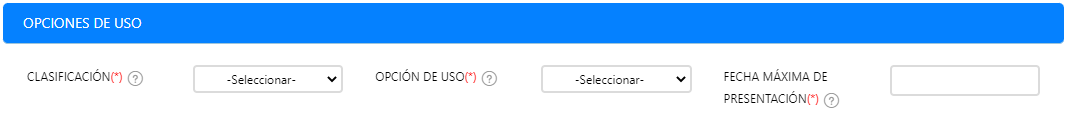 OPCIONES DE USO
CLASIFICACIÓN(*) ? -Seleccionar- OPCIÓN DE USO(*) ? -Seleccionar- FECHA MÁXIMA DE
PRESENTACIÓN(*) ?